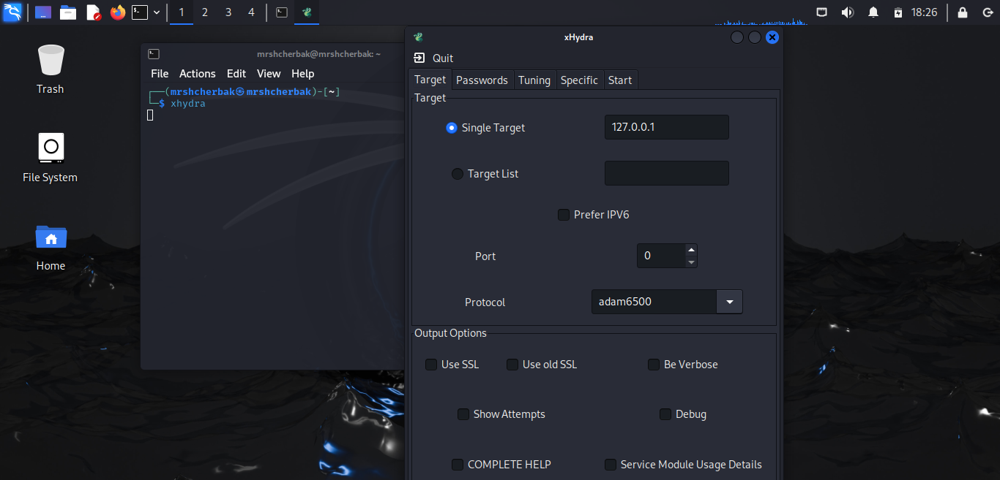 1 2 3 4
18:26
Trash
File System
Home
mrshcherbak@mrshcherbak: ~
File Actions Edit View Help
┌──(mrshcherbak㉿mrshcherbak)-[~]
└─$ xhydra
xHydra
Quit
Target Passwords Tuning Specific Start
Target
Single Target 127.0.0.1
Target List
Prefer IPV6
Port 0
Protocol adam6500
Output Options
Use SSL Use old SSL Be Verbose
Show Attempts Debug
COMPLETE HELP Service Module Usage Details